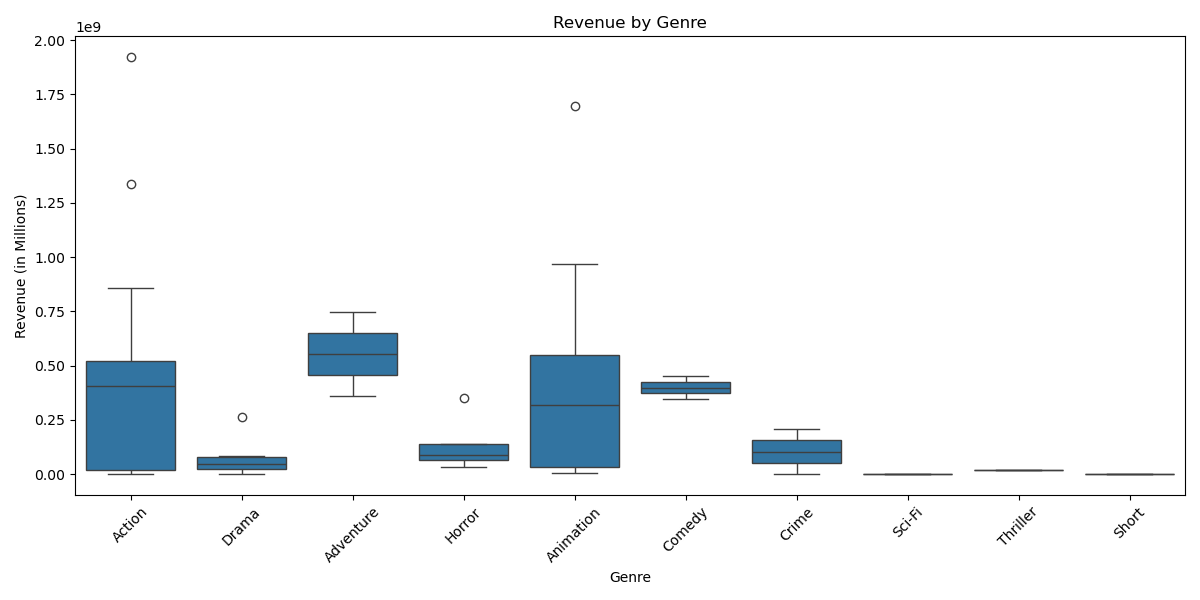 Revenue by Genre
1e9
2.00
1.75
1.50
1.25
1.00
0.75
0.50
0.25
0.00
Revenue (in Millions)
Action
Drama
Adventure
Horror
Animation
Comedy
Crime
Sci-Fi
Thriller
Short
Genre